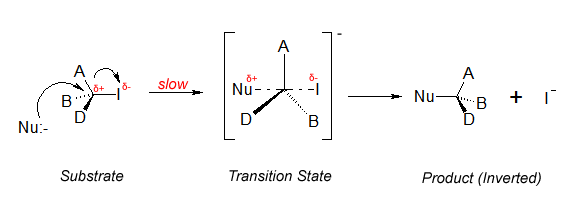 A
δ+
δ-
I
B
D
Nu:-
slow
-
A
δ+
δ-
Nu
I
D
B
A
Nu
B
D
+
I -
Substrate
Transition State
Product (Inverted)